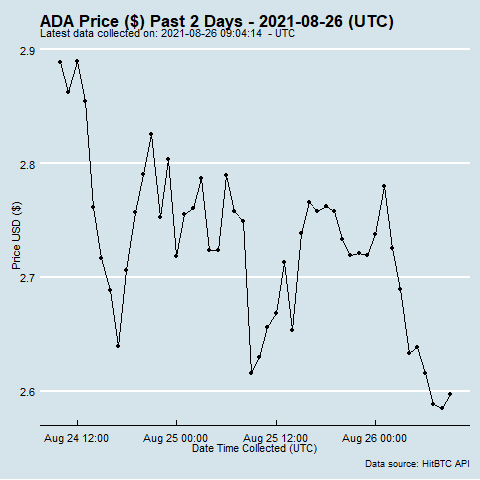 ADA Price ($) Past 2 Days - 2021-08-26 (UTC)
Latest data collected on: 2021-08-26 09:04:14  - UTC
2.9
2.8
2.7
2.6
Price USD ($)
Aug 24 12:00 Aug 25 00:00 Aug 25 12:00 Aug 26 00:00
Date Time Collected (UTC)
Data source: HitBTC API